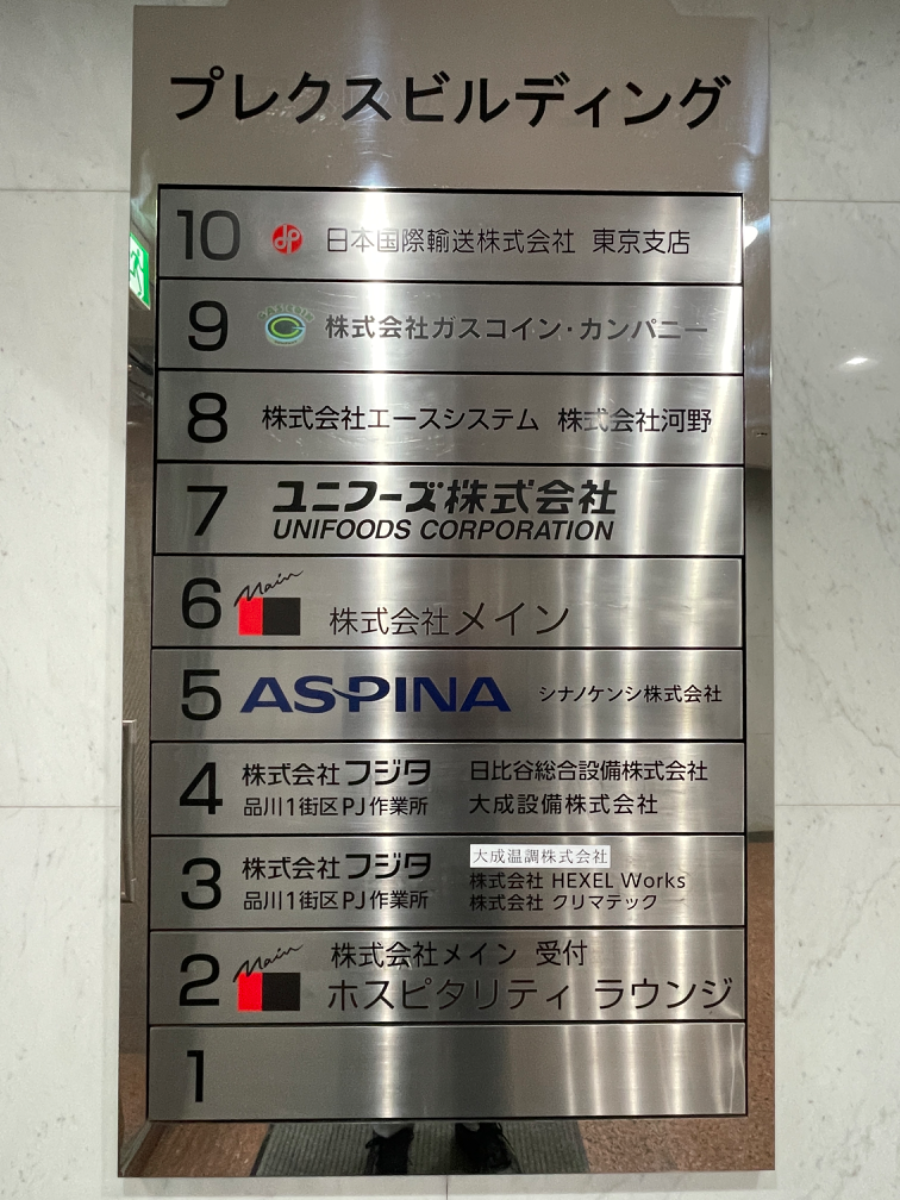 プレクスビルディング
10 JP 日本国際輸送株式会社 東京支店
9 GASCOIN 株式会社ガスコイン・カンパニー
8 株式会社エースシステム 株式会社河野
7 ユニフーズ株式会社
UNIFOODS CORPORATION
6 Main 株式会社メイン
5 ASPINA シナノケンシ株式会社
4 株式会社フジタ 日比谷総合設備株式会社
品川1街区PJ作業所 大成設備株式会社
3 株式会社フジタ 大成温調株式会社
品川1街区PJ作業所 株式会社 HEXEL Works
株式会社 クリマテック
2 Main 株式会社メイン 受付
ホスピタリティ ラウンジ
1